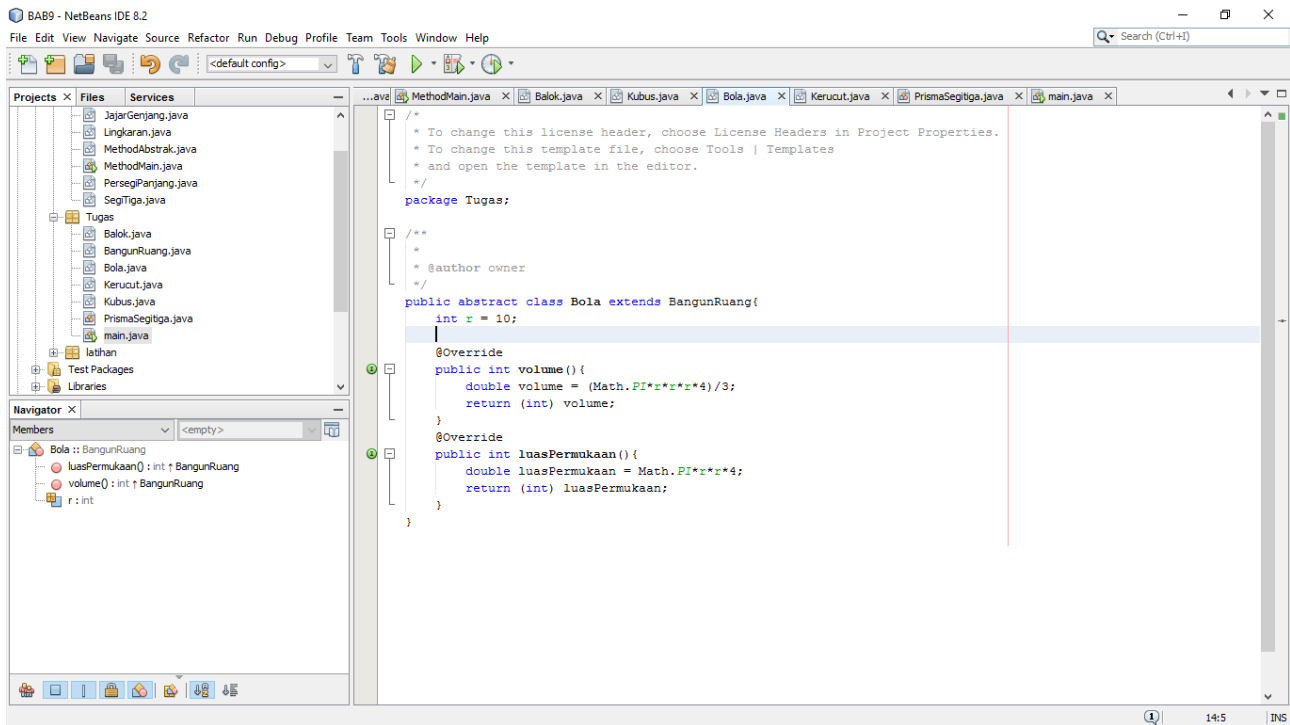 BAB9 - NetBeans IDE 8.2
File Edit View Navigate Source Refactor Run Debug Profile Team Tools Window Help
Search (Ctrl+I)
<default config>
Projects Files Services
JajarGenjang.java
Lingkaran.java
MethodAbstrak.java
MethodMain.java
PersegiPanjang.java
SegiTiga.java
Tugas
Balok.java
BangunRuang.java
Bola.java
Kerucut.java
Kubus.java
PrismaSegitiga.java
main.java
latihan
Test Packages
Libraries
Navigator
Members <empty>
Bola :: BangunRuang
luasPermukaan() : int ↑ BangunRuang
volume() : int ↑ BangunRuang
r : int
...ava MethodMain.java Balok.java Kubus.java Bola.java Kerucut.java PrismaSegitiga.java main.java
/*
* To change this license header, choose License Headers in Project Properties.
* To change this template file, choose Tools | Templates
* and open the template in the editor.
*/
package Tugas;
/**
*
* @author owner
*/
public abstract class Bola extends BangunRuang{
int r = 10;
@Override
public int volume(){
double volume = (Math.PI*r*r*r*4)/3;
return (int) volume;
}
@Override
public int luasPermukaan(){
double luasPermukaan = Math.PI*r*r*4;
return (int) luasPermukaan;
}
}
1 14:5 INS